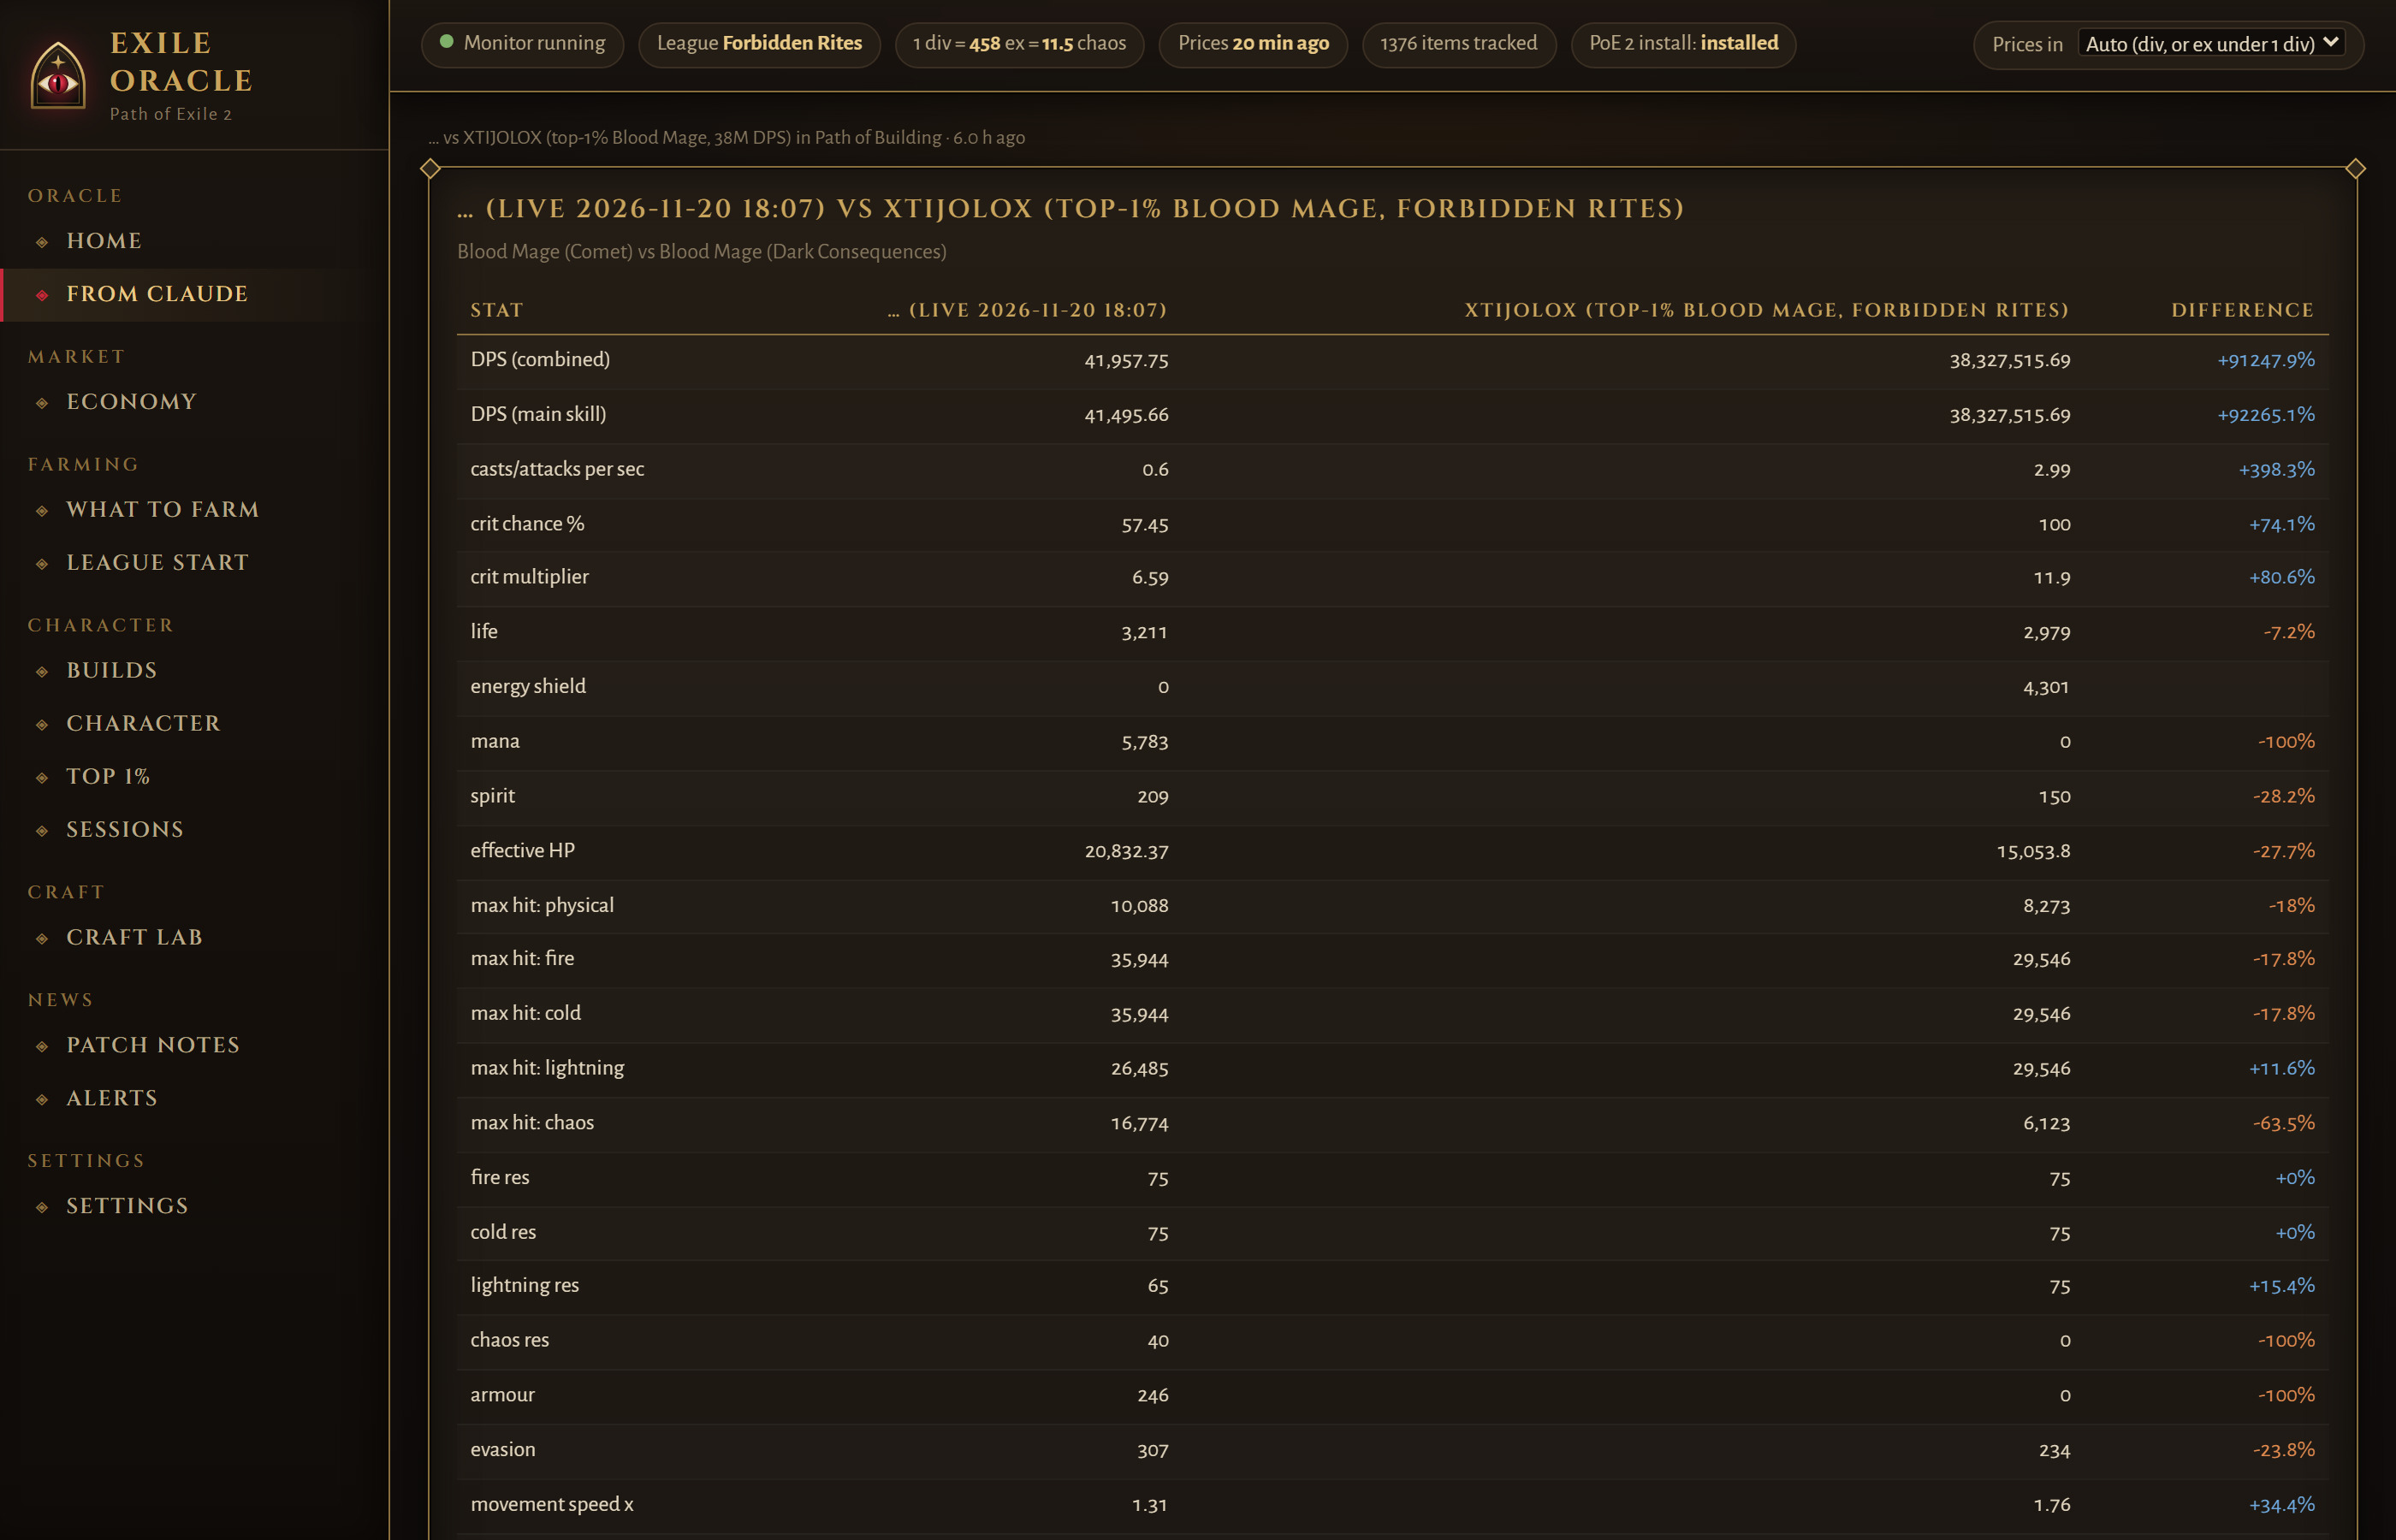 EXILE
ORACLE
Path of Exile 2
Monitor running
League Forbidden Rites
1 div = 458 ex = 11.5 chaos
Prices 20 min ago
1376 items tracked
PoE 2 install: installed
Prices in Auto (div, or ex under 1 div)
ORACLE
HOME
FROM CLAUDE
MARKET
ECONOMY
FARMING
WHAT TO FARM
LEAGUE START
CHARACTER
BUILDS
CHARACTER
TOP 1%
SESSIONS
CRAFT
CRAFT LAB
NEWS
PATCH NOTES
ALERTS
SETTINGS
SETTINGS
... vs XTIJOLOX (top-1% Blood Mage, 38M DPS) in Path of Building · 6.0 h ago
... (LIVE 2026-11-20 18:07) VS XTIJOLOX (TOP-1% BLOOD MAGE, FORBIDDEN RITES)
Blood Mage (Comet) vs Blood Mage (Dark Consequences)
STAT ... (LIVE 2026-11-20 18:07) XTIJOLOX (TOP-1% BLOOD MAGE, FORBIDDEN RITES) DIFFERENCE
DPS (combined) 41,957.75 38,327,515.69 +91247.9%
DPS (main skill) 41,495.66 38,327,515.69 +92265.1%
casts/attacks per sec 0.6 2.99 +398.3%
crit chance % 57.45 100 +74.1%
crit multiplier 6.59 11.9 +80.6%
life 3,211 2,979 -7.2%
energy shield 0 4,301
mana 5,783 0 -100%
spirit 209 150 -28.2%
effective HP 20,832.37 15,053.8 -27.7%
max hit: physical 10,088 8,273 -18%
max hit: fire 35,944 29,546 -17.8%
max hit: cold 35,944 29,546 -17.8%
max hit: lightning 26,485 29,546 +11.6%
max hit: chaos 16,774 6,123 -63.5%
fire res 75 75 +0%
cold res 75 75 +0%
lightning res 65 75 +15.4%
chaos res 40 0 -100%
armour 246 0 -100%
evasion 307 234 -23.8%
movement speed x 1.31 1.76 +34.4%